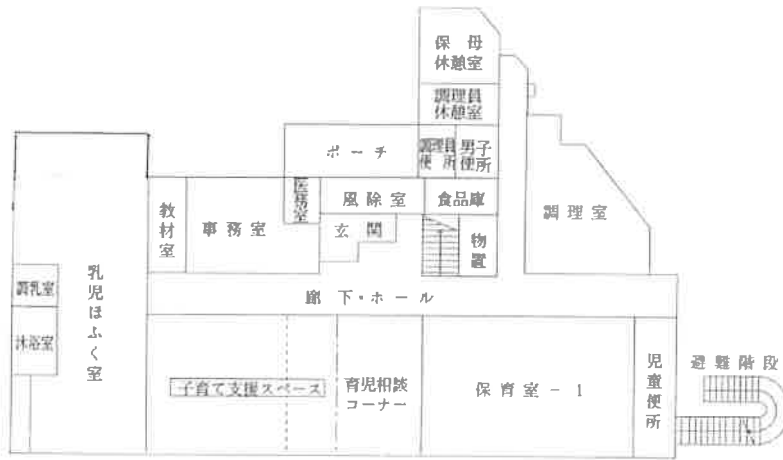 保母
休憩室
調理員
休憩室
ポーチ
調理員
便所
男子
便所
医務室
風除室
食品庫
調理室
教材室
事務室
玄関
物置
乳児ほふく室
調乳室
沐浴室
廊下・ホール
子育て支援スペース
育児相談
コーナー
保育室-1
児童便所
避難階段